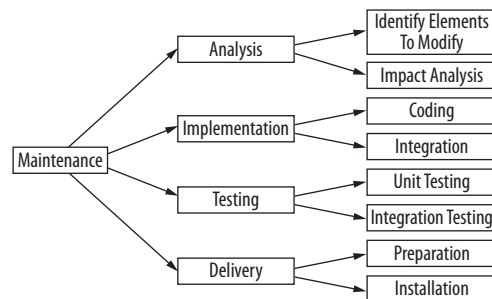 Identify Elements
To Modify
Analysis
Impact Analysis
Coding
Implementation
Integration
Maintenance
Unit Testing
Testing
Integration Testing
Preparation
Delivery
Installation